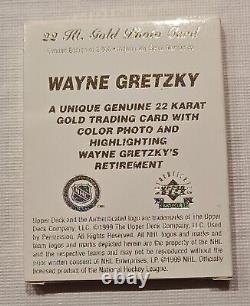 22 Kt. Gold Photo Card
WAYNE GRETZKY
A UNIQUE GENUINE 22 KARAT
GOLD TRADING CARD WITH
COLOR PHOTO AND
HIGHLIGHTING
WAYNE GRETZKY'S
RETIREMENT
NHL
Upper Deck and the Authenticated logo are trademarks of The Upper
Deck Company, LLC. ©1999 The Upper Deck Company, LLC. Used
by Permission. All Rights Reserved. All NHL logos and marks and
team logos and marks depicted herein are the property of the NHL
and the respective teams and may not be reproduced without the
prior written consent of NHL Enterprises, LP. ©1999 NHL. Officially
licensed product of the National Hockey League.